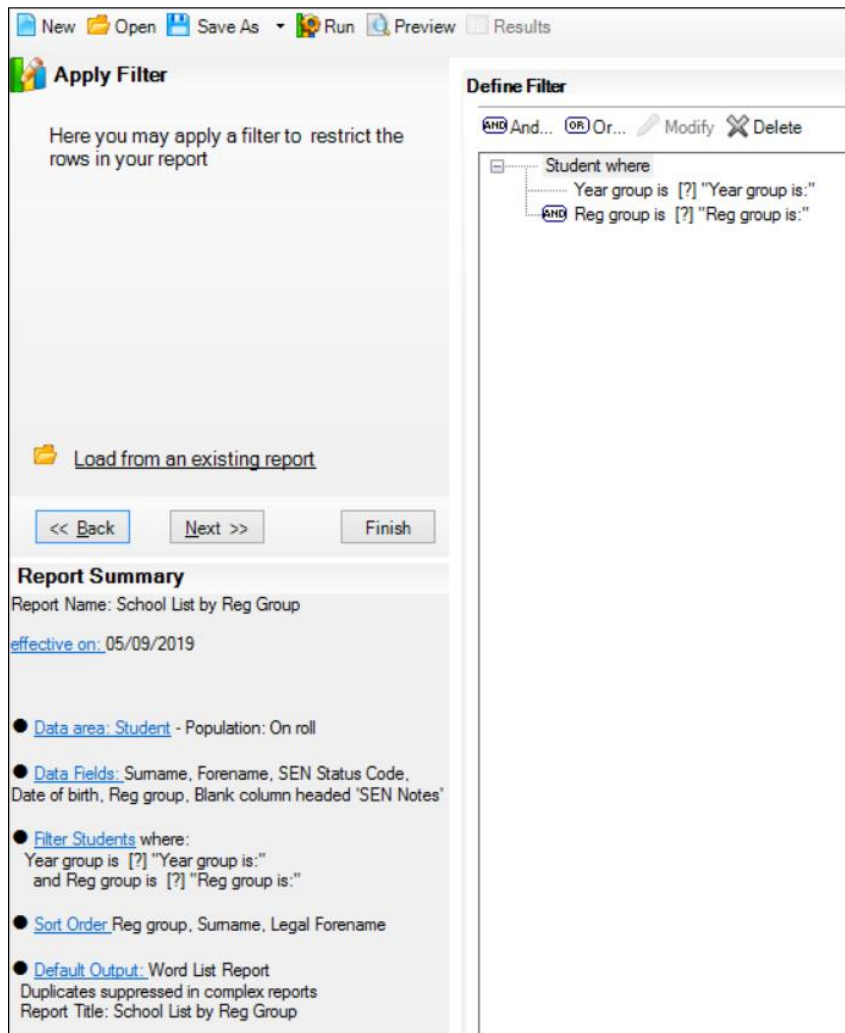 New Open Save As Run Preview Results
Apply Filter
Here you may apply a filter to restrict the
rows in your report
Load from an existing report
<< Back Next >> Finish
Report Summary
Report Name: School List by Reg Group
effective on: 05/09/2019
● Data area: Student - Population: On roll
● Data Fields: Surname, Forename, SEN Status Code,
Date of birth, Reg group, Blank column headed 'SEN Notes'
● Filter Students where:
Year group is [?] "Year group is:"
and Reg group is [?] "Reg group is:"
● Sort Order Reg group, Surname, Legal Forename
● Default Output: Word List Report
Duplicates suppressed in complex reports
Report Title: School List by Reg Group
Define Filter
AND And... OR Or... Modify Delete
Student where
Year group is [?] "Year group is:"
AND Reg group is [?] "Reg group is:"